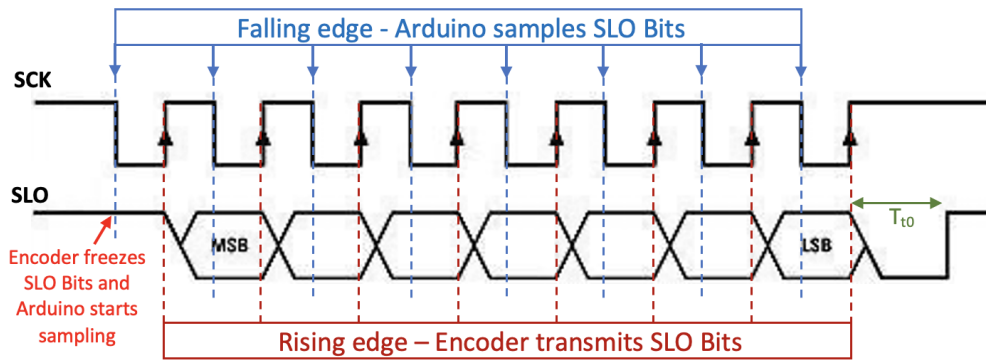 Falling edge - Arduino samples SLO Bits
SCK
SLO
MSB
LSB
Tt0
Encoder freezes
SLO Bits and
Arduino starts
sampling
Rising edge – Encoder transmits SLO Bits